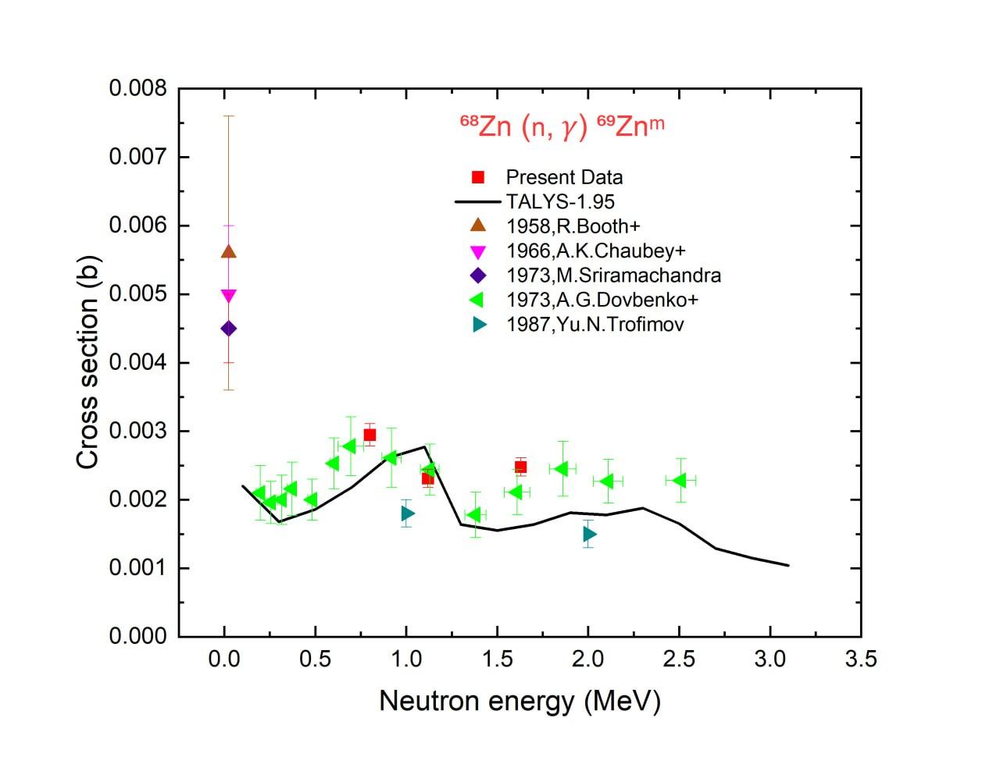 ⁶⁸Zn (n, γ) ⁶⁹Znᵐ
Present Data
TALYS-1.95
1958,R.Booth+
1966,A.K.Chaubey+
1973,M.Sriramachandra
1973,A.G.Dovbenko+
1987,Yu.N.Trofimov
Cross section (b)
0.008
0.007
0.006
0.005
0.004
0.003
0.002
0.001
0.000
0.0 0.5 1.0 1.5 2.0 2.5 3.0 3.5
Neutron energy (MeV)